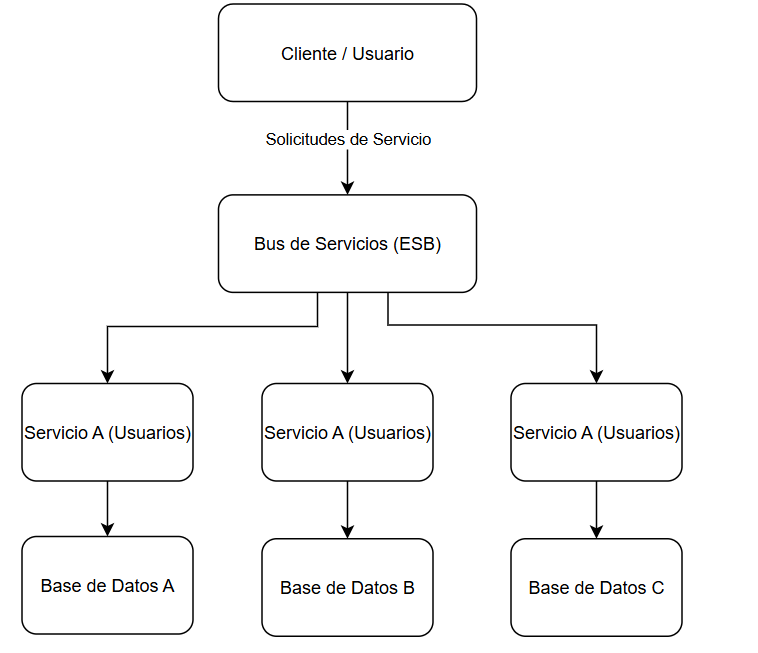 Cliente / Usuario
Solicitudes de Servicio
Bus de Servicios (ESB)
Servicio A (Usuarios)
Servicio A (Usuarios)
Servicio A (Usuarios)
Base de Datos A
Base de Datos B
Base de Datos C